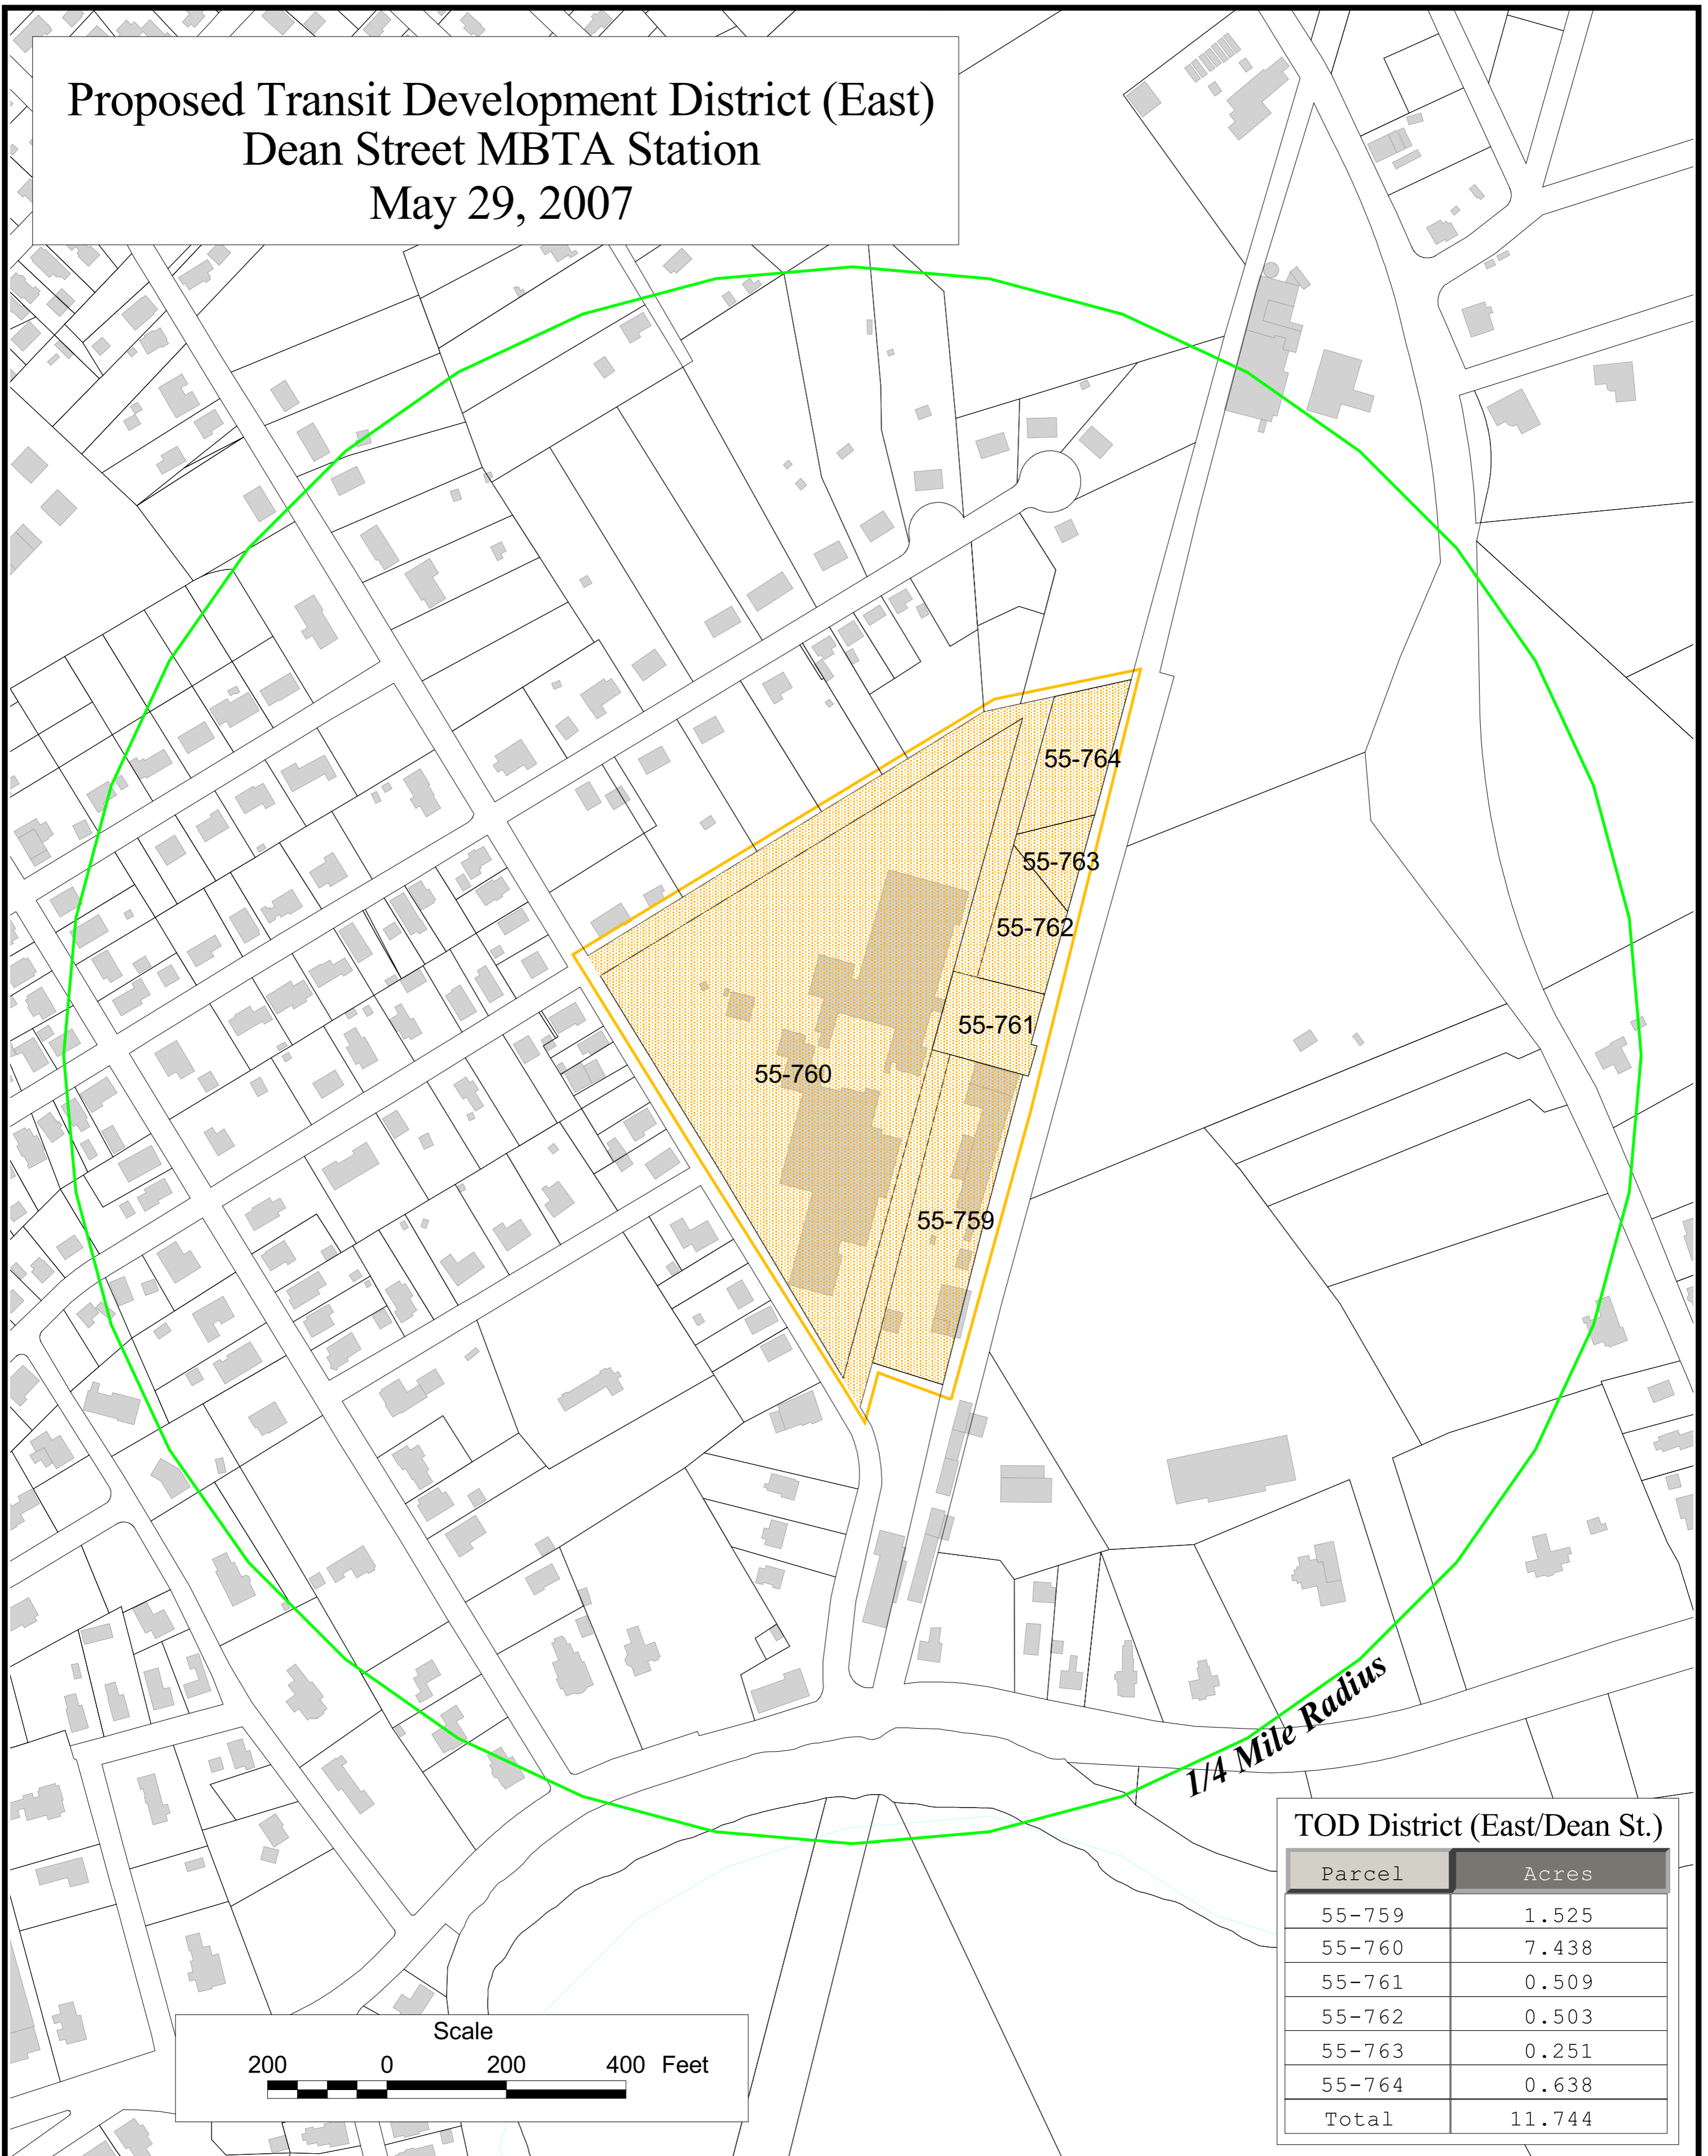 Proposed Transit Development District (East)
Dean Street MBTA Station
May 29, 2007
55-764
55-763
55-762
55-761
55-760
55-759
1/4 Mile Radius
TOD District (East/Dean St.)
Parcel Acres
55-759 1.525
55-760 7.438
55-761 0.509
55-762 0.503
55-763 0.251
55-764 0.638
Total 11.744
Scale
200 0 200 400 Feet